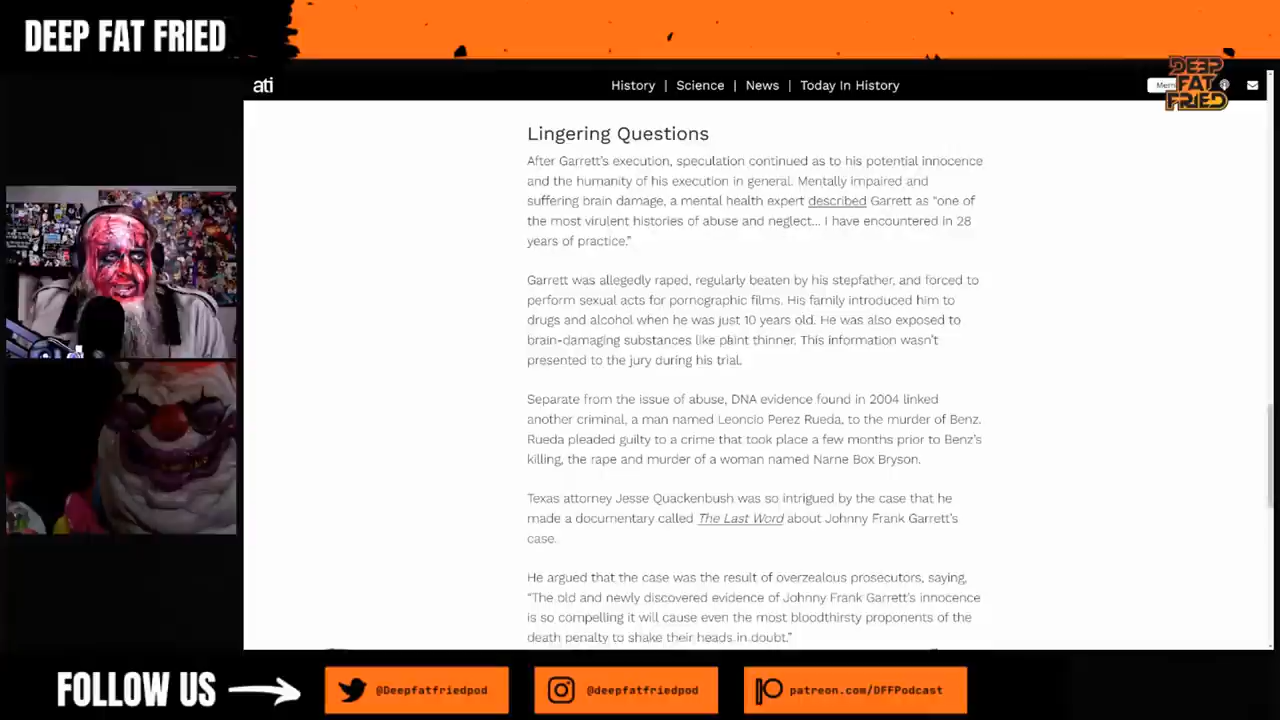 DEEP FAT FRIED
ati
History | Science | News | Today In History
DEEP
FAT
FRIED
Lingering Questions
After Garrett's execution, speculation continued as to his potential innocence
and the humanity of his execution in general. Mentally impaired and
suffering brain damage, a mental health expert described Garrett as "one of
the most virulent histories of abuse and neglect... I have encountered in 28
years of practice."
Garrett was allegedly raped, regularly beaten by his stepfather, and forced to
perform sexual acts for pornographic films. His family introduced him to
drugs and alcohol when he was just 10 years old. He was also exposed to
brain-damaging substances like paint thinner. This information wasn't
presented to the jury during his trial.
Separate from the issue of abuse, DNA evidence found in 2004 linked
another criminal, a man named Leoncio Perez Rueda, to the murder of Benz.
Rueda pleaded guilty to a crime that took place a few months prior to Benz's
killing, the rape and murder of a woman named Narne Box Bryson.
Texas attorney Jesse Quackenbush was so intrigued by the case that he
made a documentary called The Last Word about Johnny Frank Garrett's
case.
He argued that the case was the result of overzealous prosecutors, saying,
"The old and newly discovered evidence of Johnny Frank Garrett's innocence
is so compelling it will cause even the most bloodthirsty proponents of the
death penalty to shake their heads in doubt."
FOLLOW US
@Deepfatfriedpod
@deepfatfriedpod
patreon.com/DFFPodcast